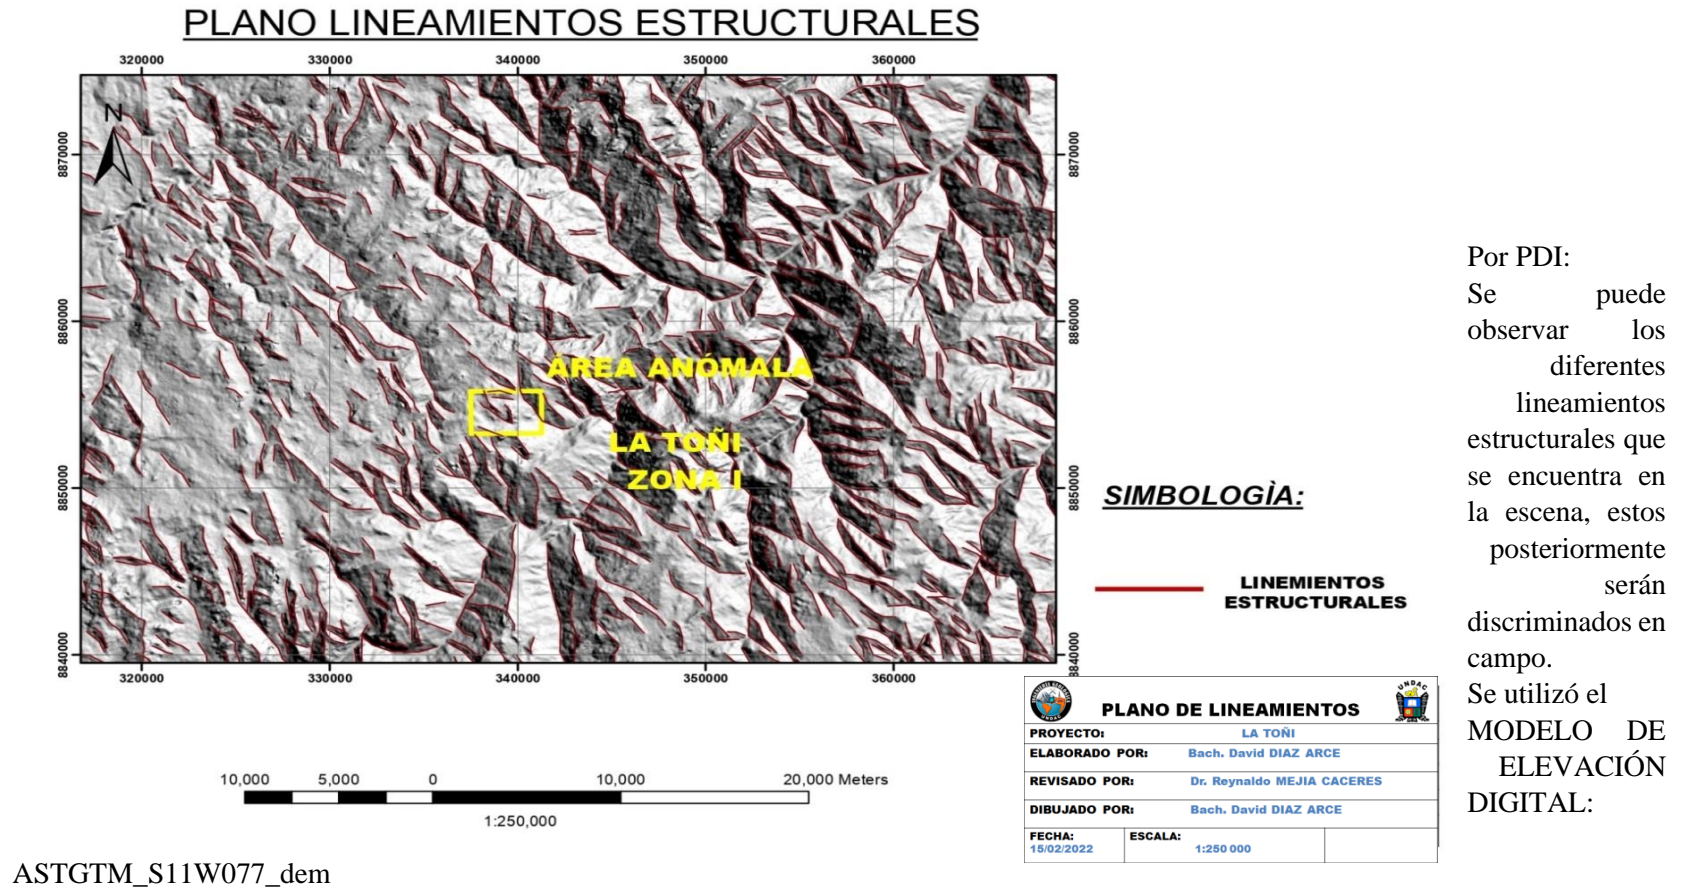 PLANO LINEAMIENTOS ESTRUCTURALES
320000 330000 340000 350000 360000
N
8870000 8870000
8860000 8860000
ÁREA ANÓMALA
LA TOÑI
ZONA I
8850000 8850000
8840000 8840000
320000 330000 340000 350000 360000
SIMBOLOGÌA:
LINEMIENTOS
ESTRUCTURALES
10,000 5,000 0 10,000 20,000 Meters
1:250,000
UNDAC
PLANO DE LINEAMIENTOS
PROYECTO: LA TOÑI
ELABORADO POR: Bach. David DIAZ ARCE
REVISADO POR: Dr. Reynaldo MEJIA CACERES
DIBUJADO POR: Bach. David DIAZ ARCE
FECHA: ESCALA:
15/02/2022 1:250 000
Por PDI:
Se puede
observar los
diferentes
lineamientos
estructurales que
se encuentra en
la escena, estos
posteriormente
serán
discriminados en
campo.
Se utilizó el
MODELO DE
ELEVACIÓN
DIGITAL:
ASTGTM_S11W077_dem